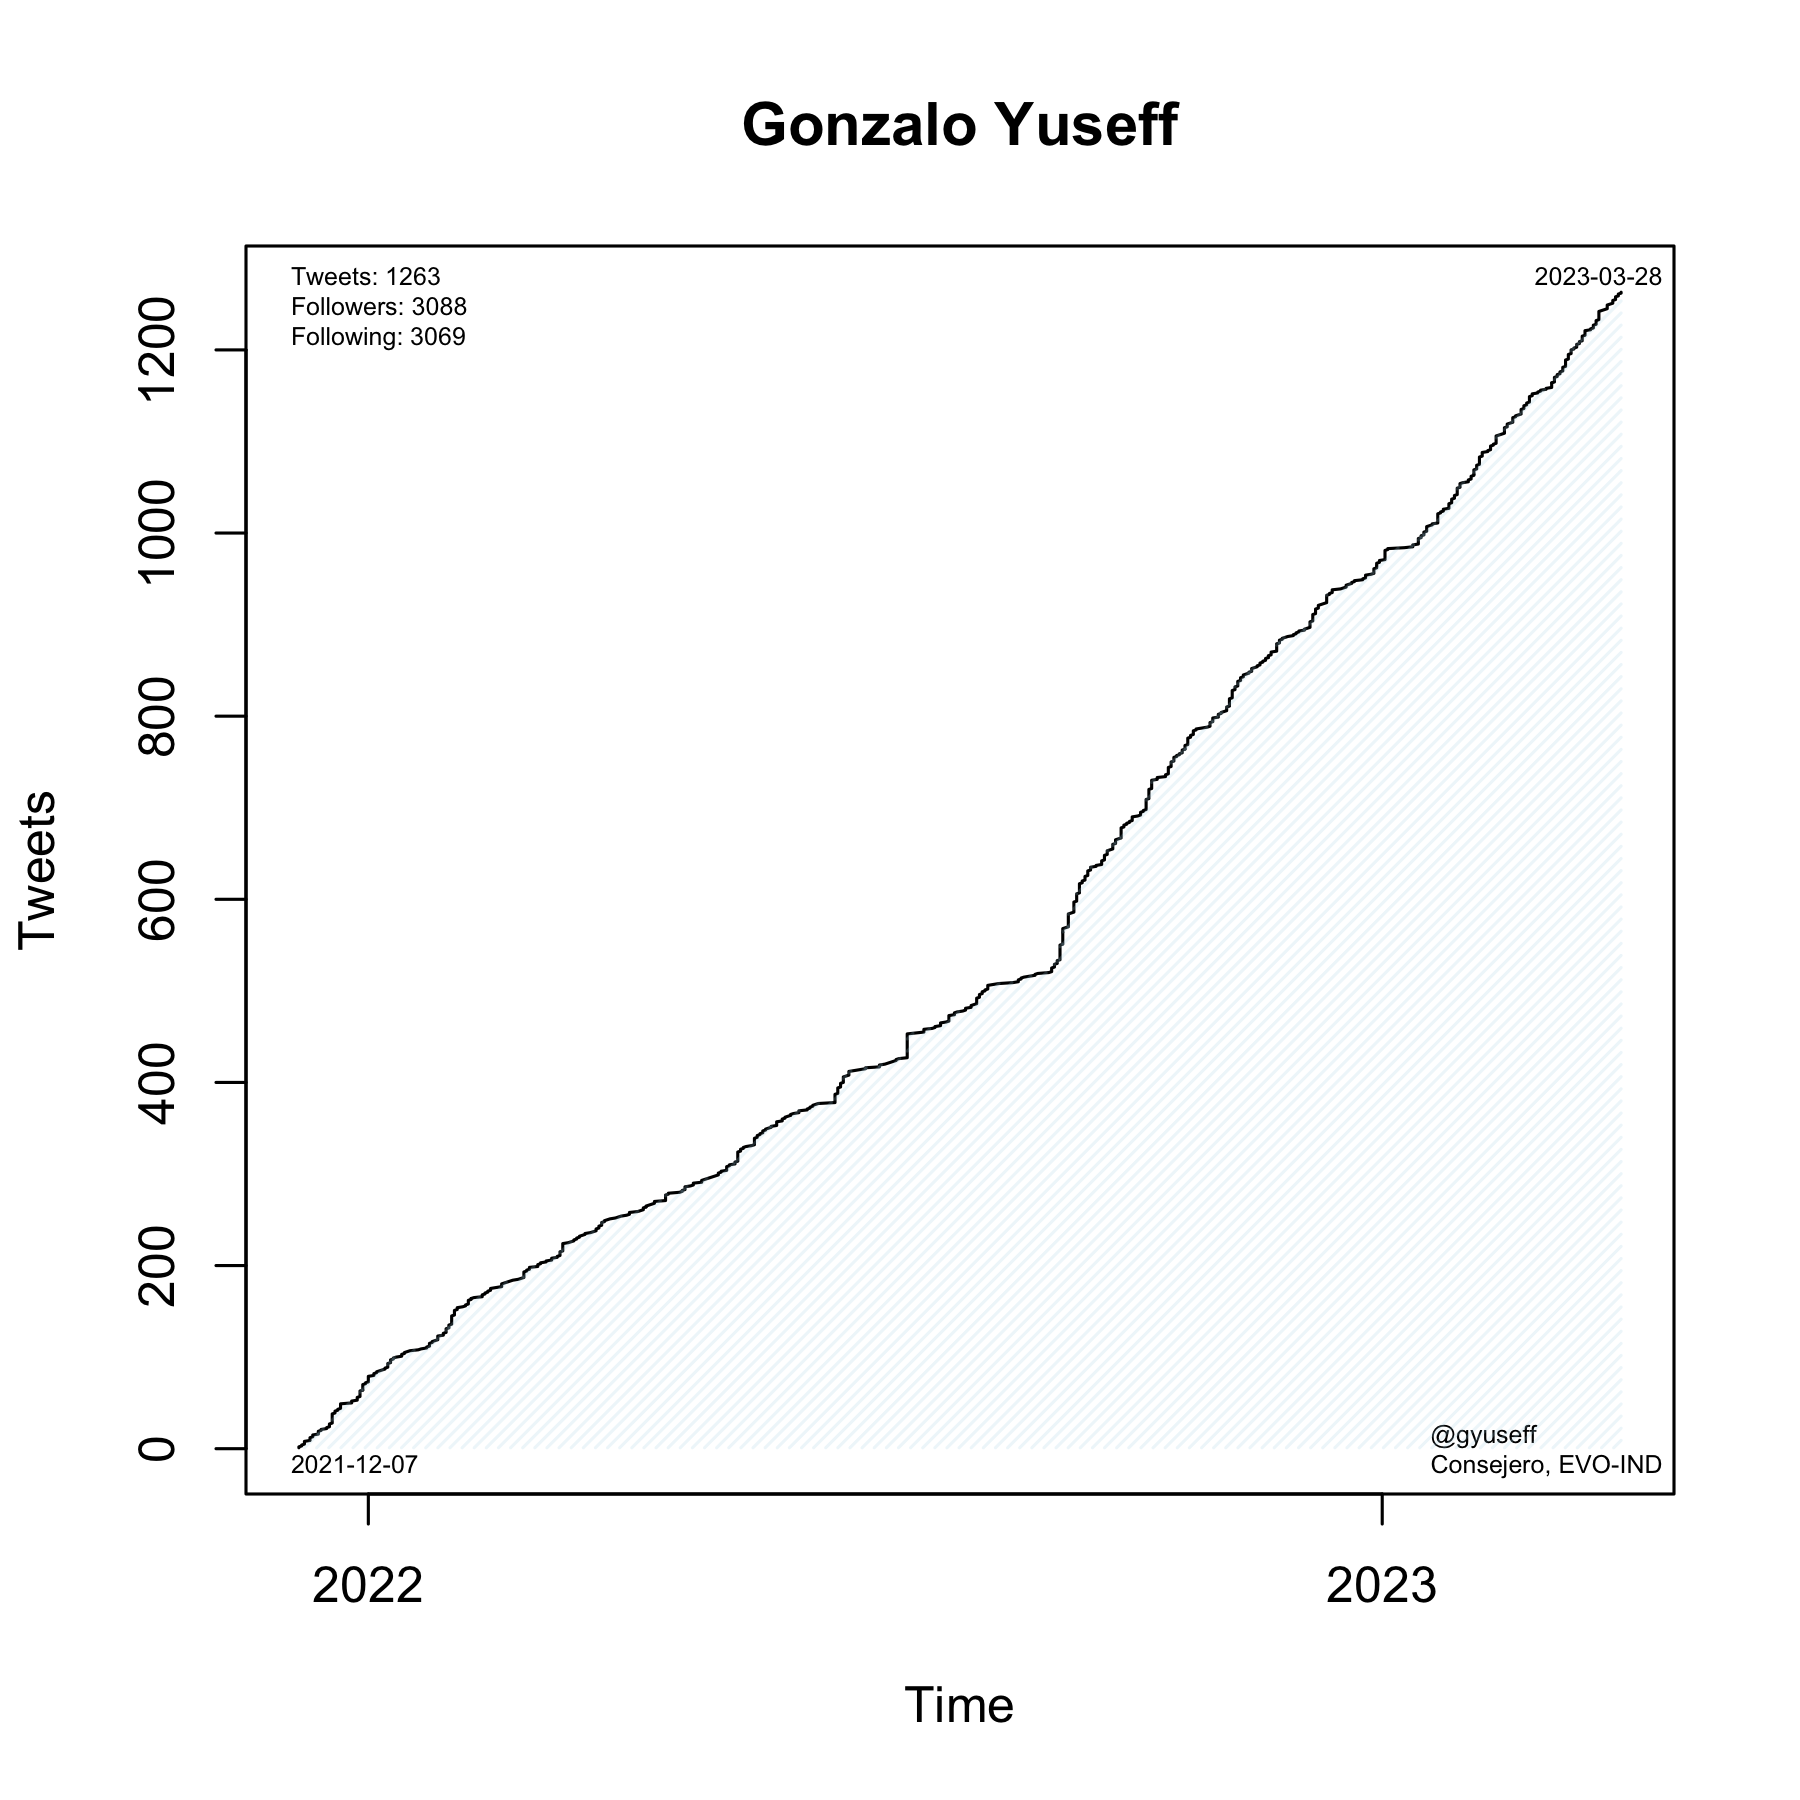 Gonzalo Yuseff
Tweets: 1263
Followers: 3088
Following: 3069
2023-03-28
Tweets
1200
1000
800
600
400
200
0
2021-12-07
@gyuseff
Consejero, EVO-IND
2022
2023
Time